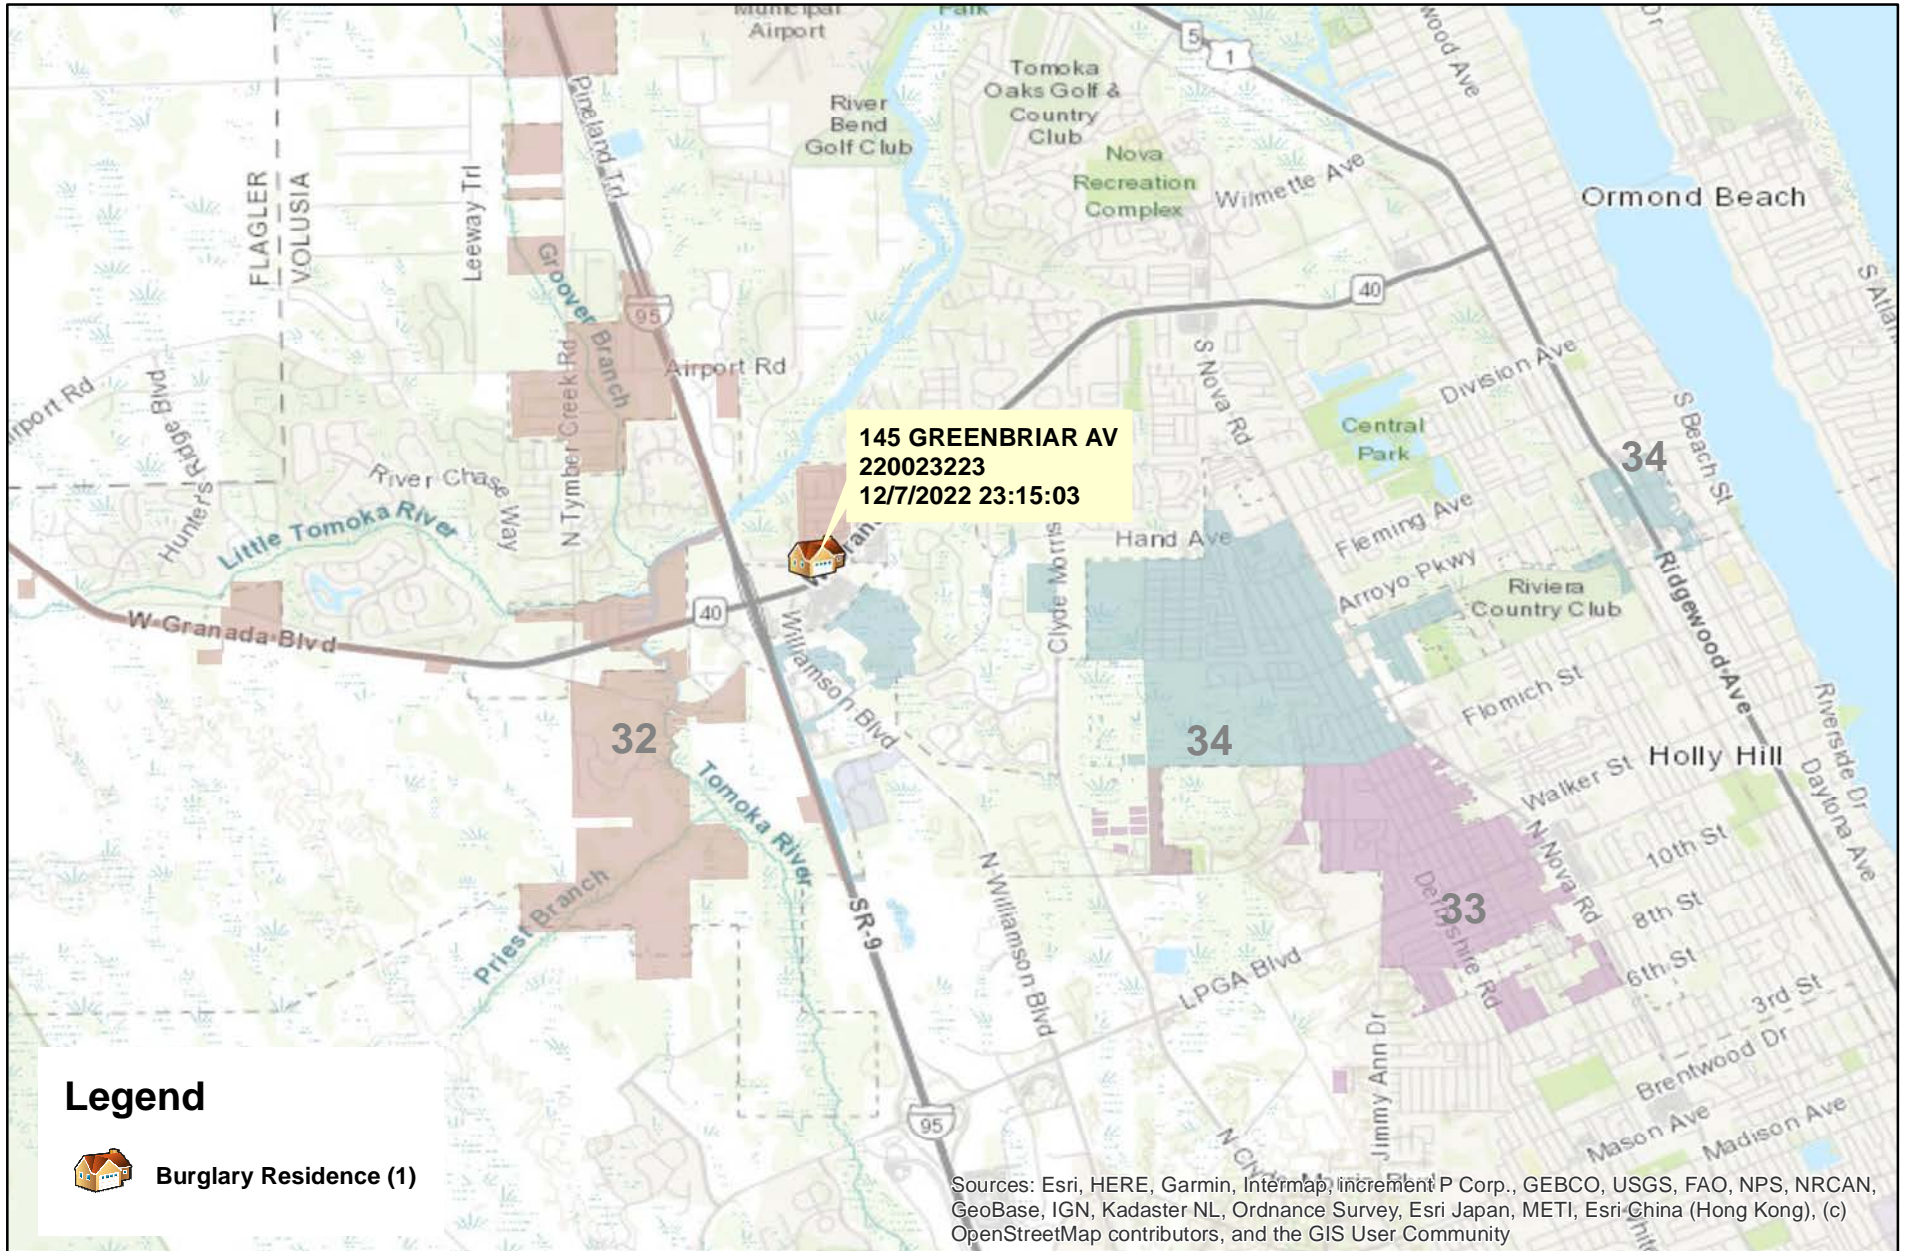 Municipal
Airport
Park
5
1
Tomoka
Oaks Golf &
Country
Club
River
Bend
Golf Club
Nova
Recreation
Complex
Wilmette Ave
Ormond Beach
Pineland Trl
FLAGLER
VOLUSIA
Leeway Trl
Groover Branch
95
40
Airport Rd
S Nova Rd
Division Ave
S Beach St
Hunters Ridge Blvd
N Tymber Creek Rd
River Chase
Way
Little Tomoka River
145 GREENBRIAR AV
220023223
12/7/2022 23:15:03
Central
Park
34
Hand Ave
Fleming Ave
Clyde Morris
Arroyo Pkwy
Riviera
Country Club
Ridgewood Ave
40
W Granada Blvd
Williamson Blvd
Flomich St
32
34
Holly Hill
Walker St
Riverside Dr
Daytona Ave
Tomoka River
N Nova Rd
10th St
N Williamson Blvd
Derbyshire Rd
33
8th St
Priest Branch
SR-9
6th St
LPGA Blvd
3rd St
Jimmy Ann Dr
Brentwood Dr
Mason Ave
Madison Ave
95
Legend
Burglary Residence (1)
Sources: Esri, HERE, Garmin, Intermap, increment P Corp., GEBCO, USGS, FAO, NPS, NRCAN,
GeoBase, IGN, Kadaster NL, Ordnance Survey, Esri Japan, METI, Esri China (Hong Kong), (c)
OpenStreetMap contributors, and the GIS User Community